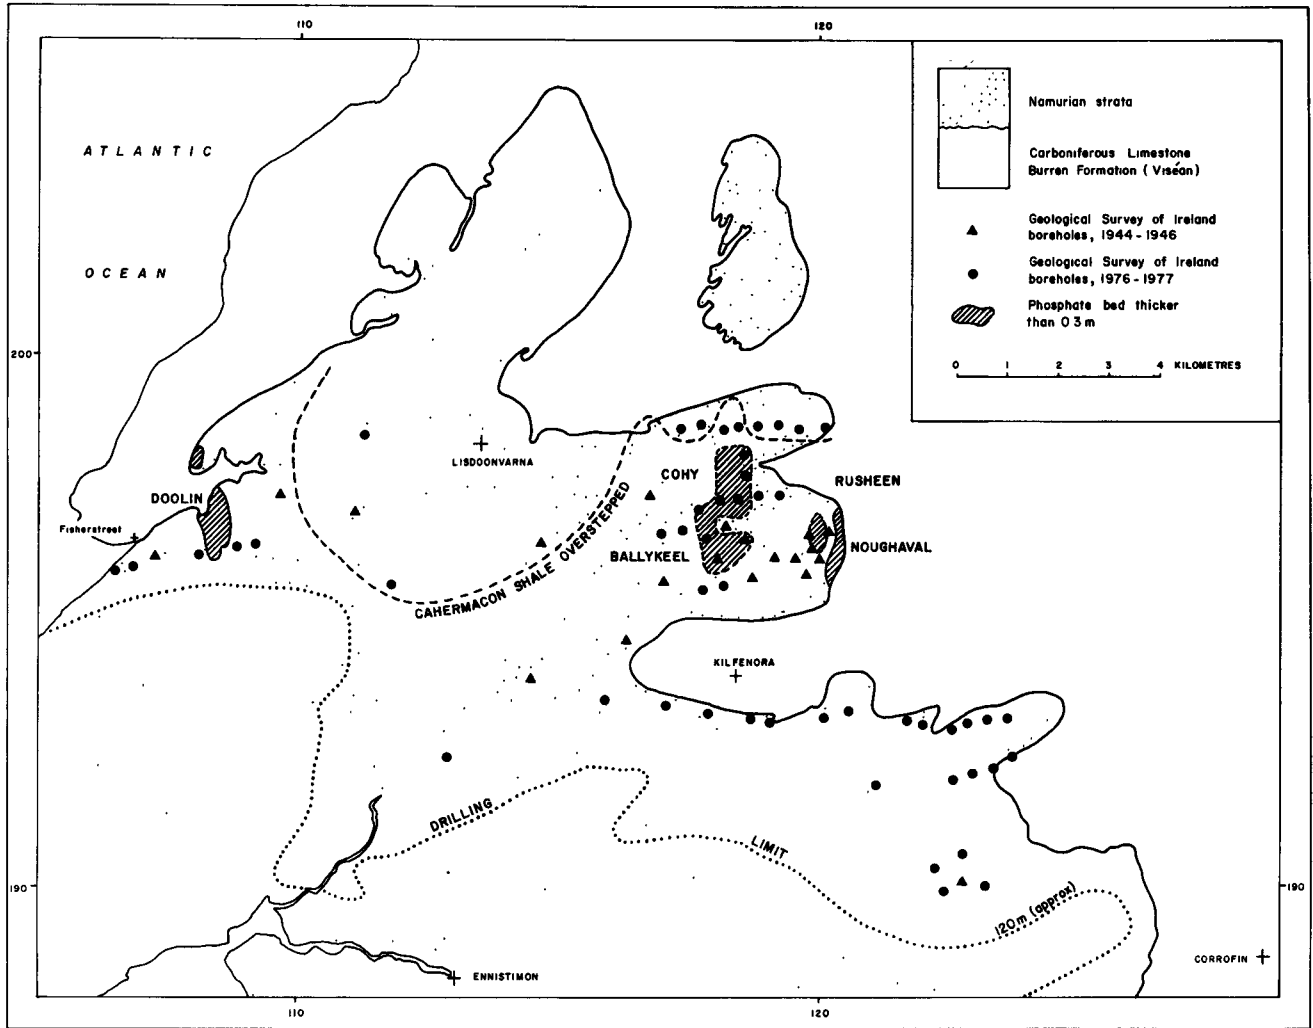 110
120
ATLANTIC
OCEAN
Namurian strata
Carboniferous Limestone
Burren Formation (Viséan)
Geological Survey of Ireland
boreholes, 1944-1946
Geological Survey of Ireland
boreholes, 1976-1977
Phosphate bed thicker
than 0 3 m
0 1 2 3 4 KILOMETRES
200
LISDOONVARNA
COHY
RUSHEEN
DOOLIN
Fisherstreet
BALLYKEEL
NOUGHAVAL
CAHERMACON SHALE OVERSTEPPED
KILFENORA
DRILLING
LIMIT
120 m (approx)
190
190
ENNISTIMON
CORROFIN
110
120